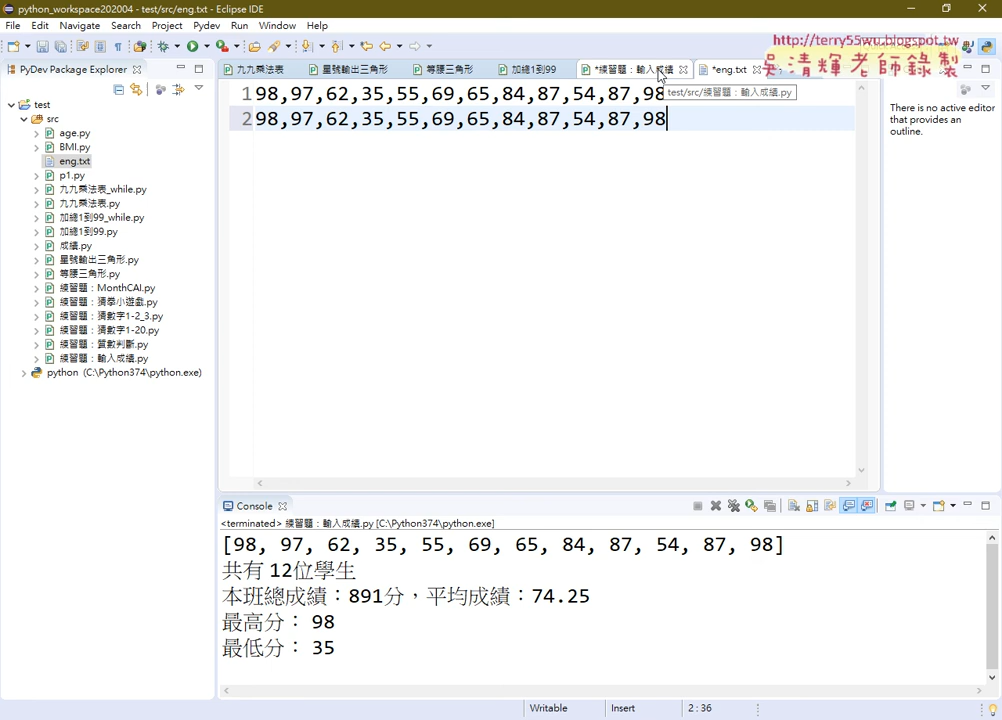 python_workspace202004 - test/src/eng.txt - Eclipse IDE
File Edit Navigate Search Project Pydev Run Window Help
http://terry55wu.blogspot.tw
吳清輝老師錄製
PyDev Package Explorer
九九乘法表 星號輸出三角形 等腰三角形 加總1到99 *練習題：輸入成績 *eng.txt
test/src/練習題：輸入成績.py
test
src
age.py
BMI.py
eng.txt
p1.py
九九乘法表_while.py
九九乘法表.py
加總1到99_while.py
加總1到99.py
成績.py
星號輸出三角形.py
等腰三角形.py
練習題：MonthCAl.py
練習題：猜拳小遊戲.py
練習題：猜數字1-2_3.py
練習題：猜數字1-20.py
練習題：質數判斷.py
練習題：輸入成績.py
python (C:\Python374\python.exe)
1 98,97,62,35,55,69,65,84,87,54,87,98
2 98,97,62,35,55,69,65,84,87,54,87,98
There is no active editor
that provides an
outline.
Console
<terminated> 練習題：輸入成績.py [C:\Python374\python.exe]
[98, 97, 62, 35, 55, 69, 65, 84, 87, 54, 87, 98]
共有 12位學生
本班總成績：891分，平均成績：74.25
最高分： 98
最低分： 35
Writable Insert 2 : 36